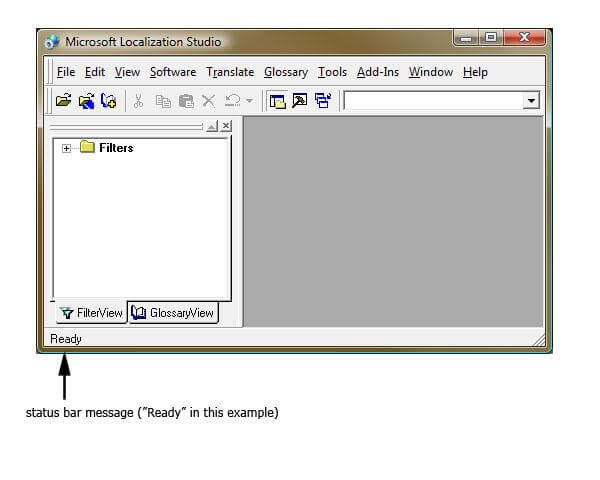 Microsoft Localization Studio
File Edit View Software Translate Glossary Tools Add-Ins Window Help
Filters
FilterView GlossaryView
Ready
status bar message ("Ready" in this example)